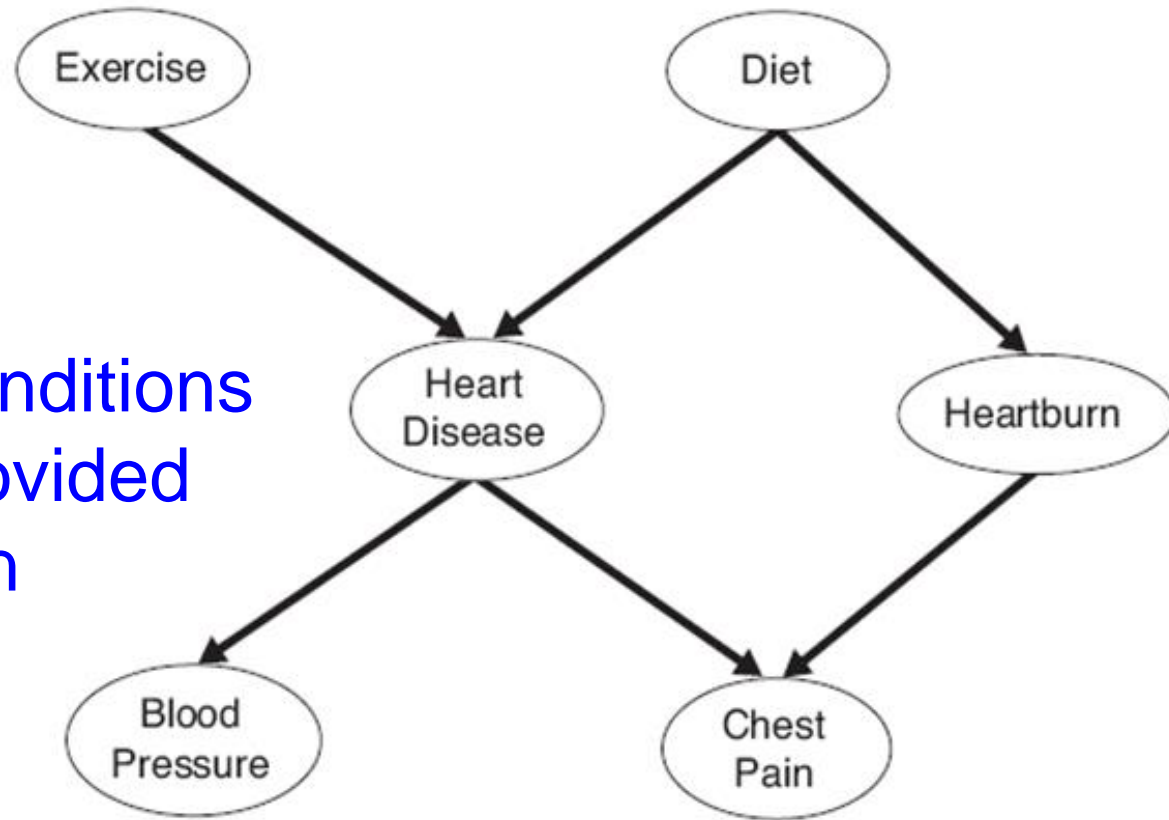 Exercise
Diet
Heart
Disease
Heartburn
Blood
Pressure
Chest
Pain